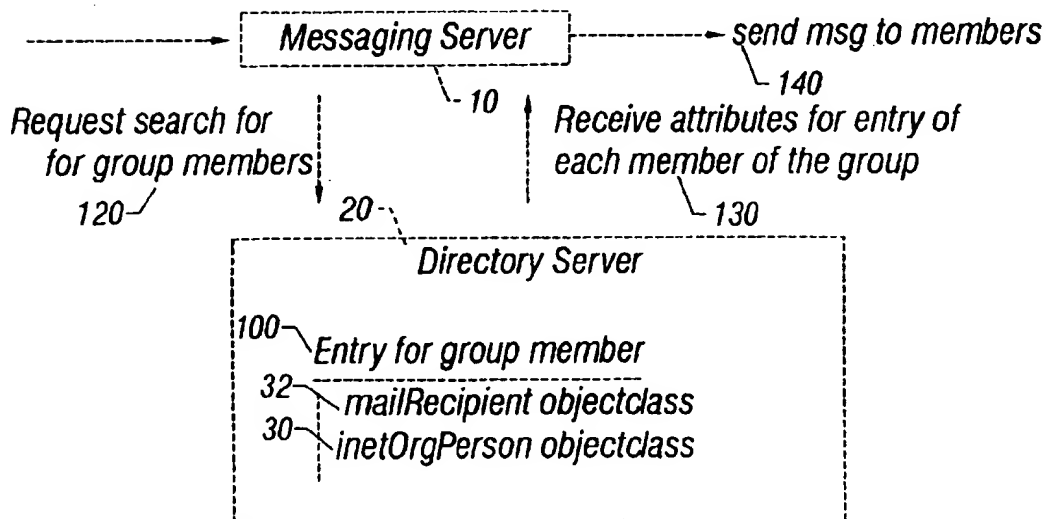 Messaging Server
10
send msg to members
140
Request search for
for group members
120
Receive attributes for entry of
each member of the group
130
20
Directory Server
100
Entry for group member
32
mailRecipient objectclass
30
inetOrgPerson objectclass